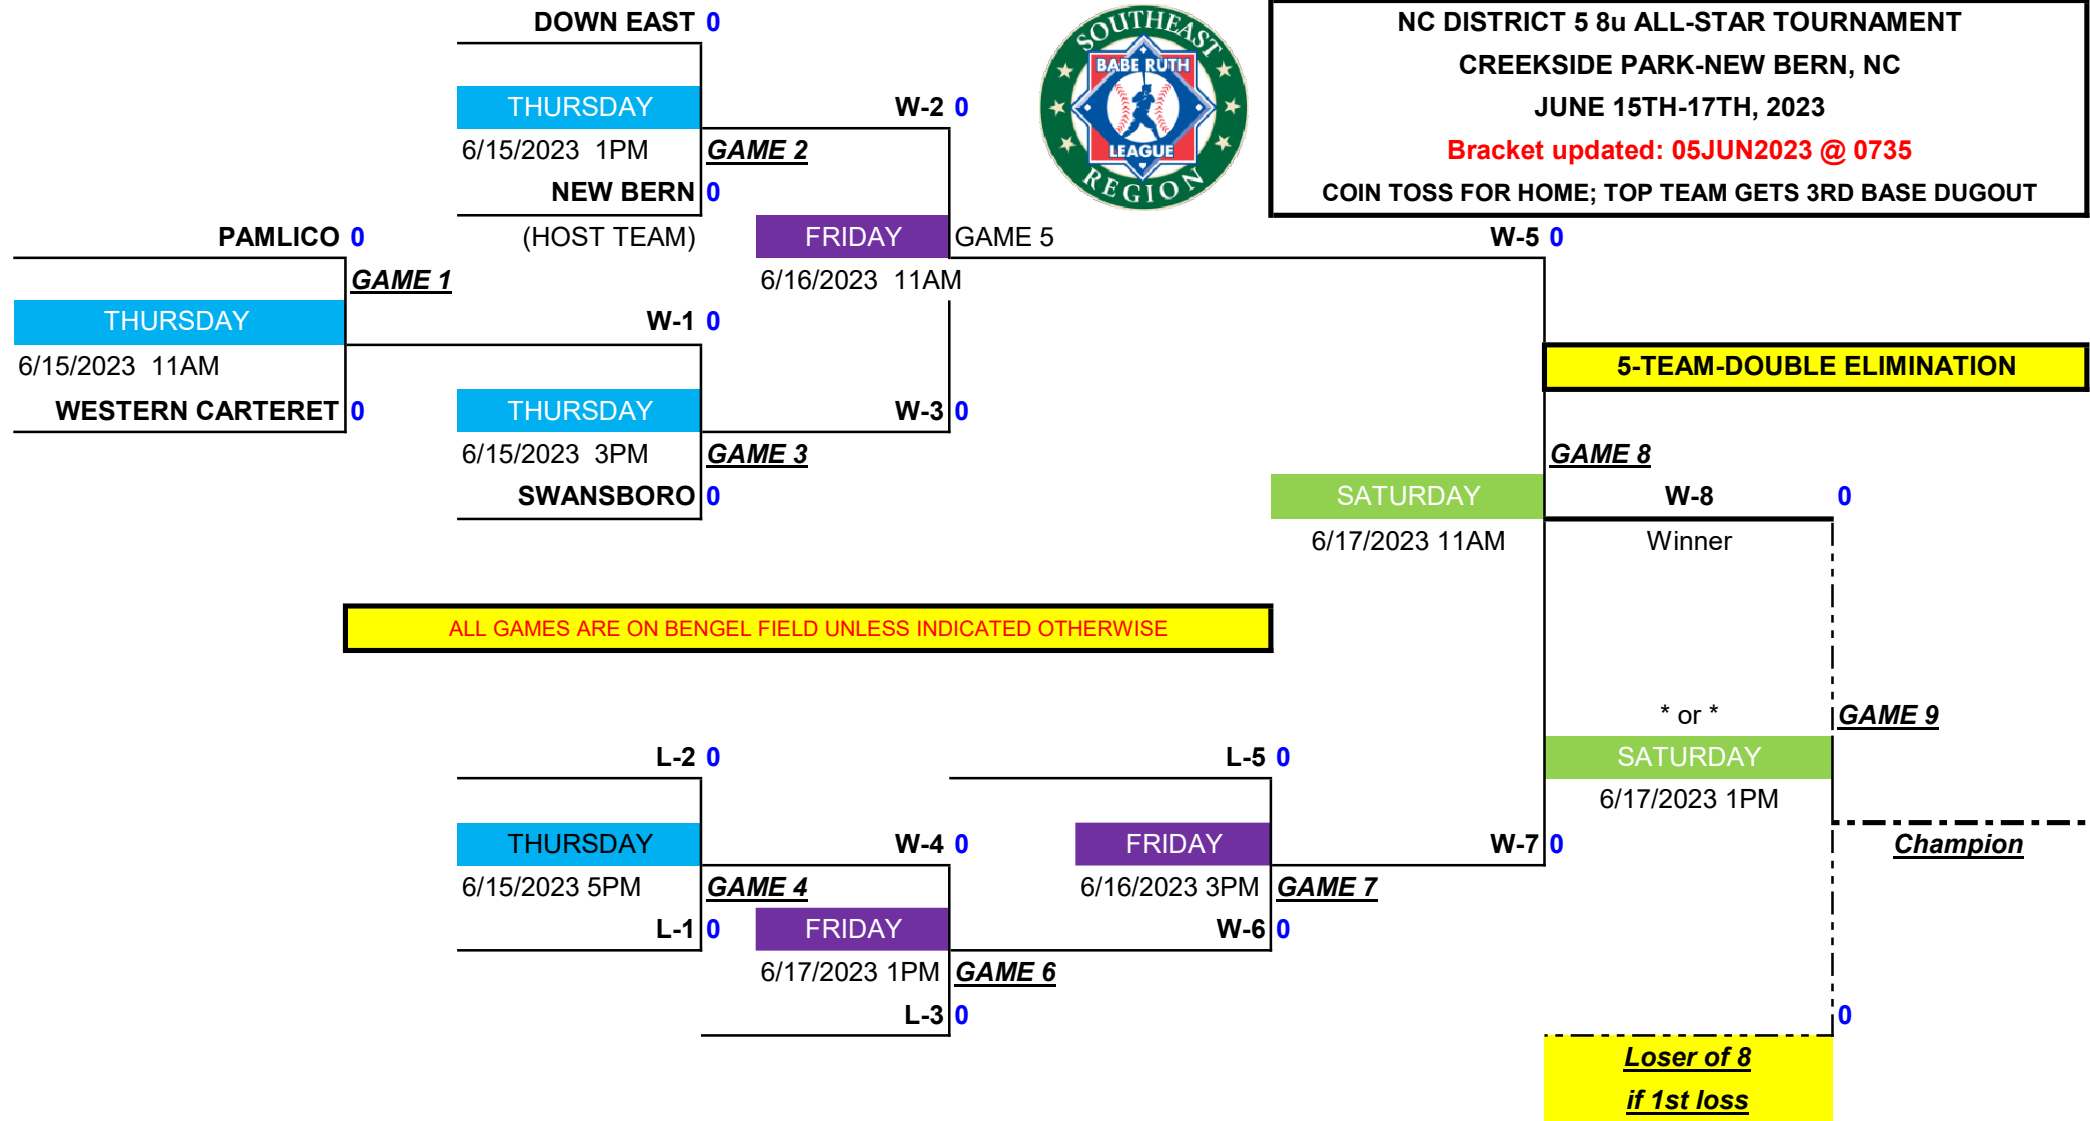 DOWN EAST 0
NC DISTRICT 5 8u ALL-STAR TOURNAMENT
CREEKSIDE PARK-NEW BERN, NC
JUNE 15TH-17TH, 2023
Bracket updated: 05JUN2023 @ 0735
COIN TOSS FOR HOME; TOP TEAM GETS 3RD BASE DUGOUT
SOUTHEAST
BABE RUTH
LEAGUE
REGION
THURSDAY
W-2 0
6/15/2023 1PM
GAME 2
NEW BERN 0
(HOST TEAM)
PAMLICO 0
FRIDAY
GAME 5
W-5 0
GAME 1
6/16/2023 11AM
THURSDAY
W-1 0
6/15/2023 11AM
5-TEAM-DOUBLE ELIMINATION
WESTERN CARTERET 0
THURSDAY
W-3 0
6/15/2023 3PM
GAME 3
GAME 8
SWANSBORO 0
SATURDAY
W-8 0
6/17/2023 11AM
Winner
ALL GAMES ARE ON BENGEL FIELD UNLESS INDICATED OTHERWISE
* or *
GAME 9
L-2 0
L-5 0
SATURDAY
6/17/2023 1PM
THURSDAY
W-4 0
FRIDAY
W-7 0
Champion
6/15/2023 5PM
GAME 4
6/16/2023 3PM
GAME 7
L-1 0
FRIDAY
W-6 0
6/17/2023 1PM
GAME 6
L-3 0
0
Loser of 8
if 1st loss